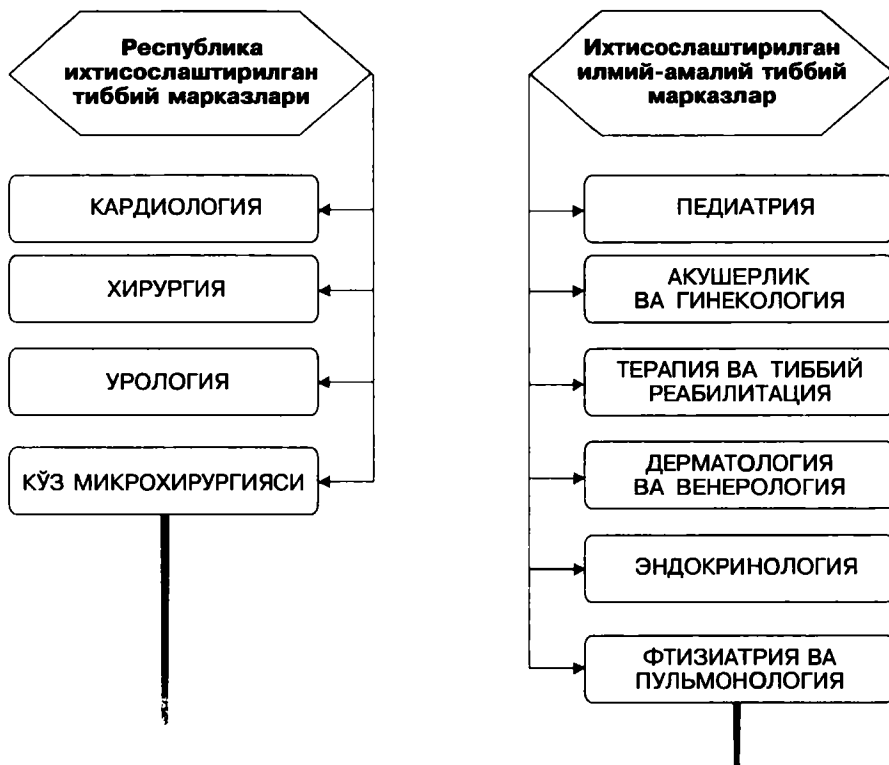 Республика
ихтисослаштирилган
тиббий марказлари
КАРДИОЛОГИЯ
ХИРУРГИЯ
УРОЛОГИЯ
КЎЗ МИКРОХИРУРГИЯСИ
Ихтисослаштирилган
илмий-амалий тиббий
марказлар
ПЕДИАТРИЯ
АКУШЕРЛИК
ВА ГИНЕКОЛОГИЯ
ТЕРАПИЯ ВА ТИББИЙ
РЕАБИЛИТАЦИЯ
ДЕРМАТОЛОГИЯ
ВА ВЕНЕРОЛОГИЯ
ЭНДОКРИНОЛОГИЯ
ФТИЗИАТРИЯ ВА
ПУЛЬМОНОЛОГИЯ